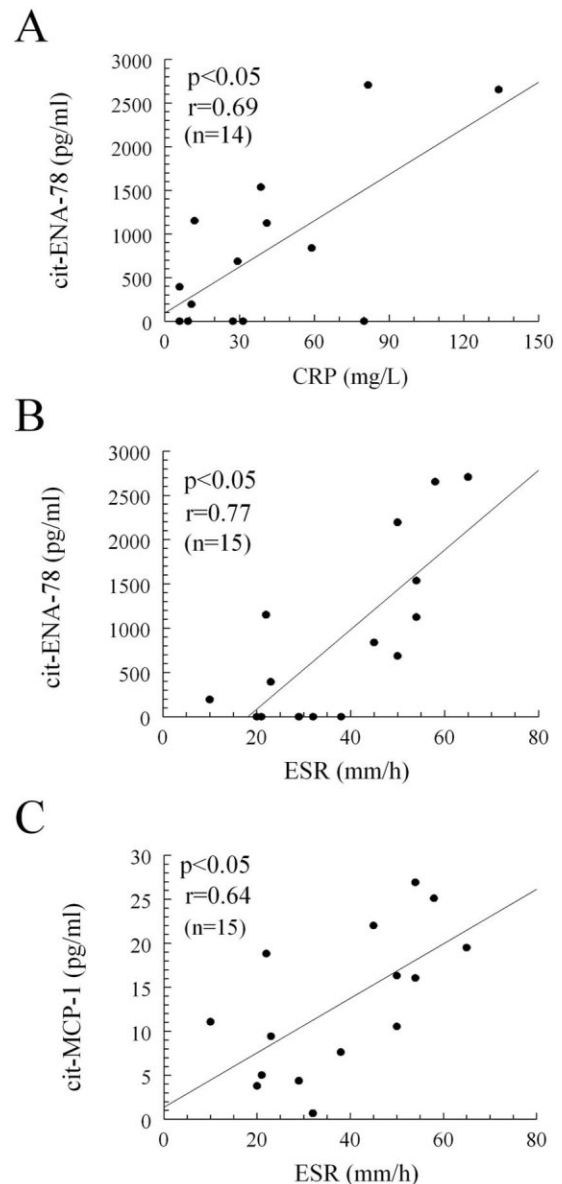 A
p<0.05
r=0.69
(n=14)
cit-ENA-78 (pg/ml)
3000
2500
2000
1500
1000
500
0
0 30 60 90 120 150
CRP (mg/L)
B
p<0.05
r=0.77
(n=15)
cit-ENA-78 (pg/ml)
3000
2500
2000
1500
1000
500
0
0 20 40 60 80
ESR (mm/h)
C
p<0.05
r=0.64
(n=15)
cit-MCP-1 (pg/ml)
30
25
20
15
10
5
0
0 20 40 60 80
ESR (mm/h)